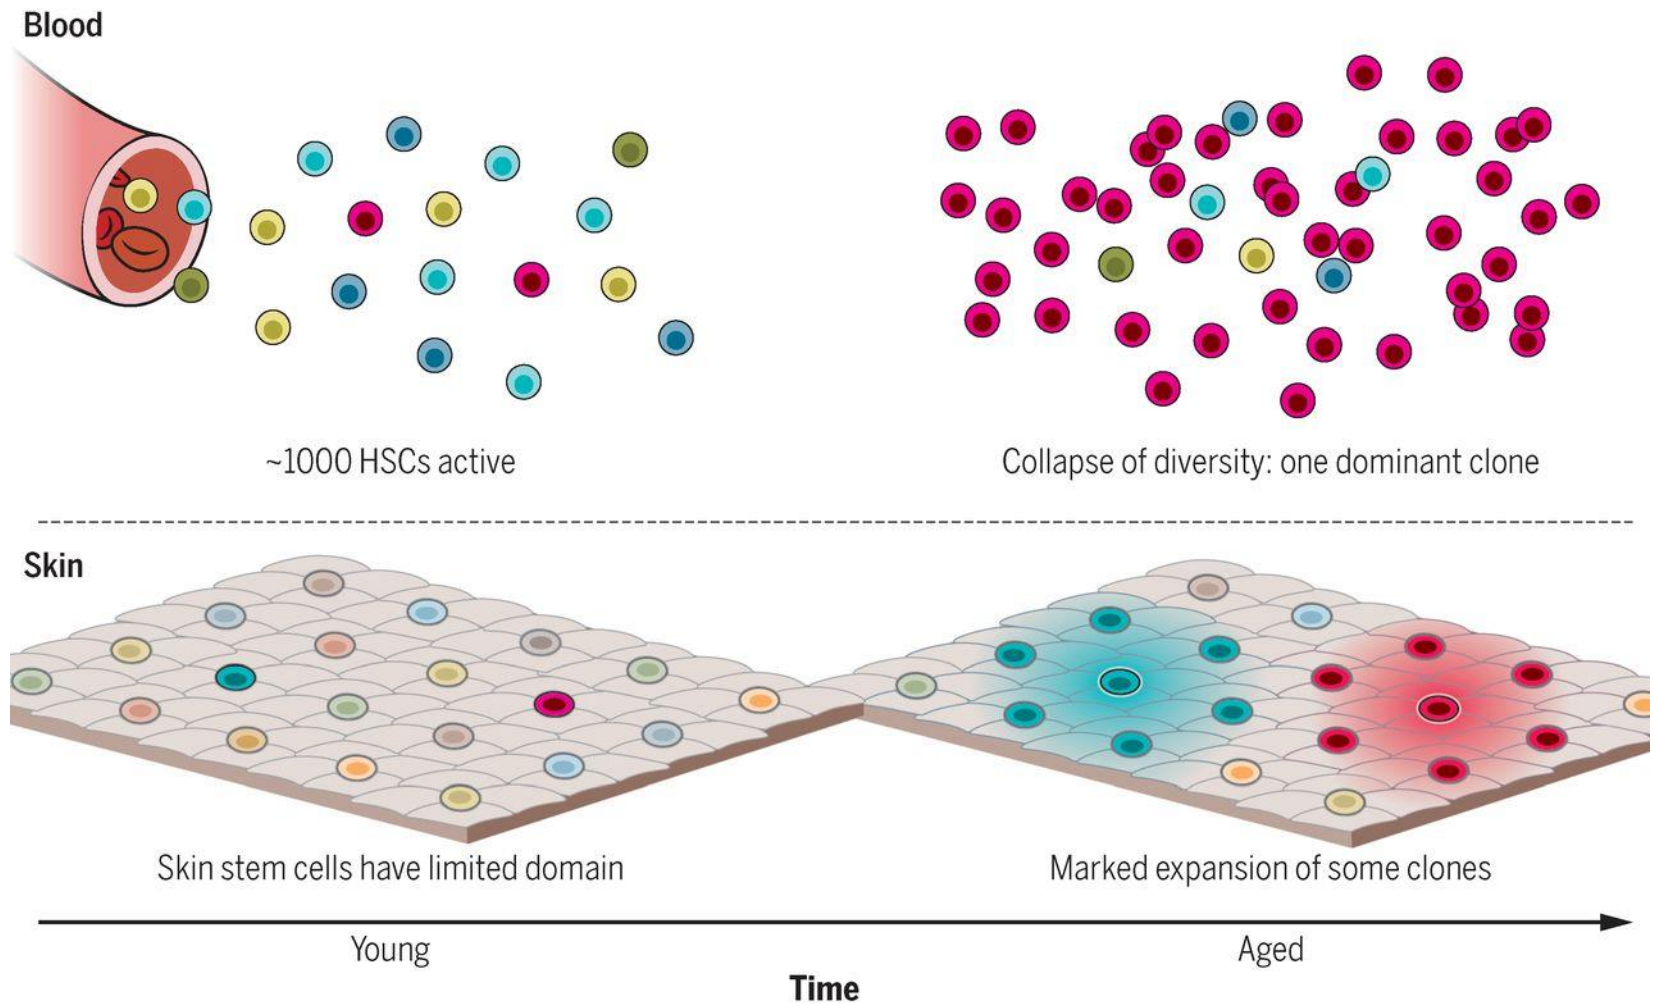 Blood
~1000 HSCs active
Collapse of diversity: one dominant clone
Skin
Skin stem cells have limited domain
Marked expansion of some clones
Young
Aged
Time